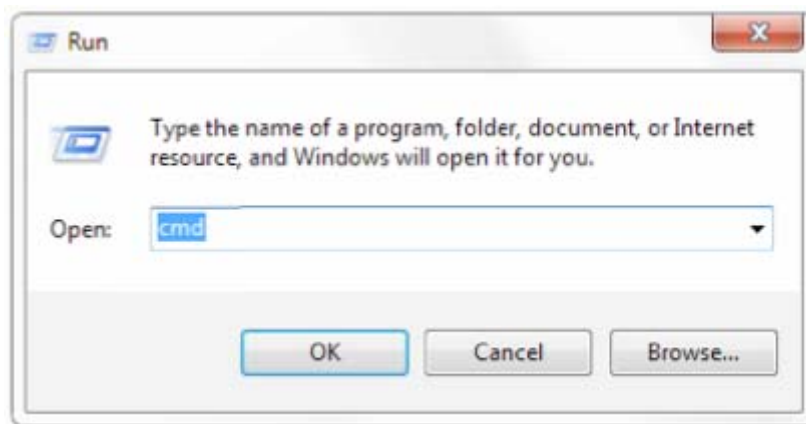 Run
Type the name of a program, folder, document, or Internet
resource, and Windows will open it for you.
Open: cmd
OK Cancel Browse...